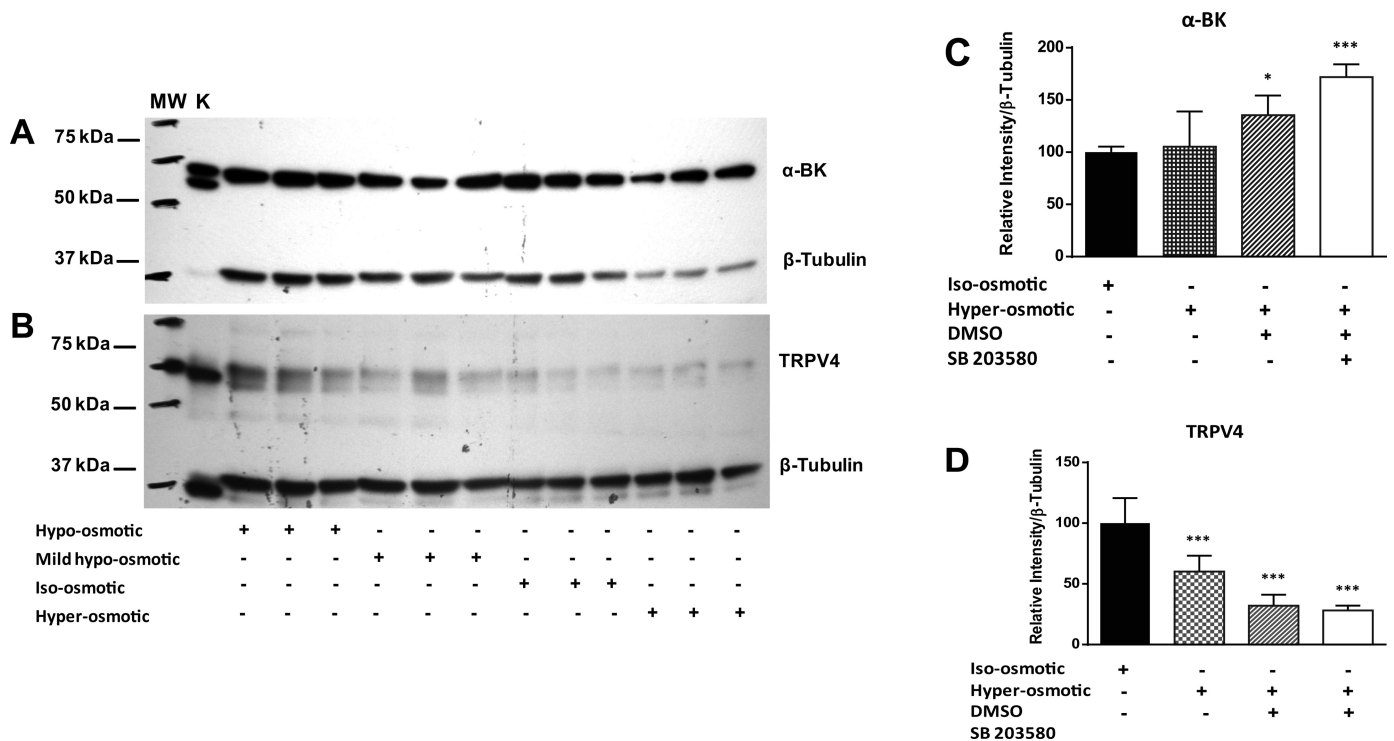 A
MW K
75 kDa
50 kDa
37 kDa
α-BK
β-Tubulin
B
75 kDa
50 kDa
37 kDa
TRPV4
β-Tubulin
Hypo-osmotic + + + - - - - - - - - -
Mild hypo-osmotic - - - + + + - - - - - -
Iso-osmotic - - - - - - + + + - - -
Hyper-osmotic - - - - - - - - - + + +
C
α-BK
Relative Intensity/β-Tubulin
200
150
100
50
0
*
***
Iso-osmotic + - - -
Hyper-osmotic - + + +
DMSO - - + +
SB 203580 - - - +
D
TRPV4
Relative Intensity/β-Tubulin
150
100
50
0
***
***
***
Iso-osmotic + - - -
Hyper-osmotic - + + +
DMSO - - + +
SB 203580